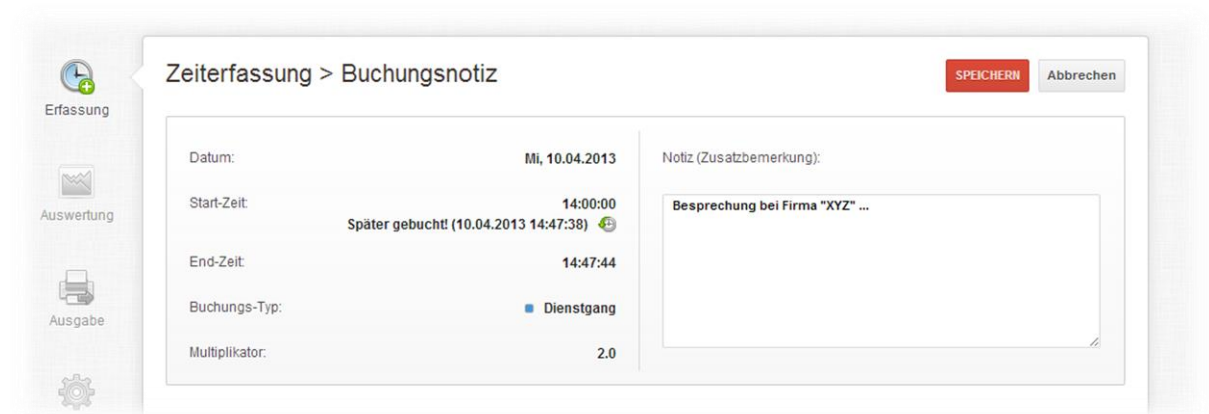 Erfassung
Auswertung
Ausgabe
Zeiterfassung > Buchungsnotiz
SPEICHERN
Abbrechen
Datum: Mi, 10.04.2013
Start-Zeit: 14:00:00
Später gebucht! (10.04.2013 14:47:38)
End-Zeit: 14:47:44
Buchungs-Typ: Dienstgang
Multiplikator: 2.0
Notiz (Zusatzbemerkung):
Besprechung bei Firma "XYZ" ...